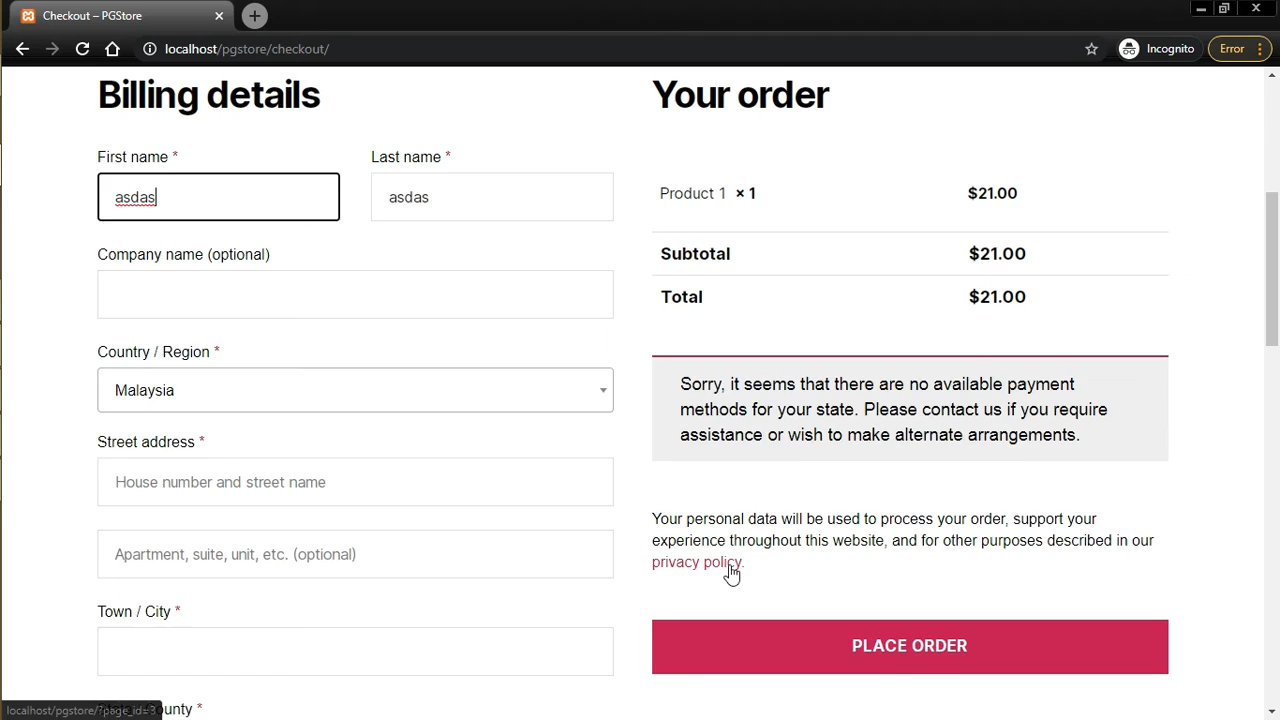 Checkout – PGStore
localhost/pgstore/checkout/
Incognito
Error
Billing details
Your order
First name *
Last name *
asdas
asdas
Product 1 × 1
$21.00
Company name (optional)
Subtotal
$21.00
Total
$21.00
Country / Region *
Malaysia
Sorry, it seems that there are no available payment
methods for your state. Please contact us if you require
assistance or wish to make alternate arrangements.
Street address *
House number and street name
Apartment, suite, unit, etc. (optional)
Your personal data will be used to process your order, support your
experience throughout this website, and for other purposes described in our
privacy policy.
Town / City *
PLACE ORDER
localhost/pgstore/?page_id=3
ounty *